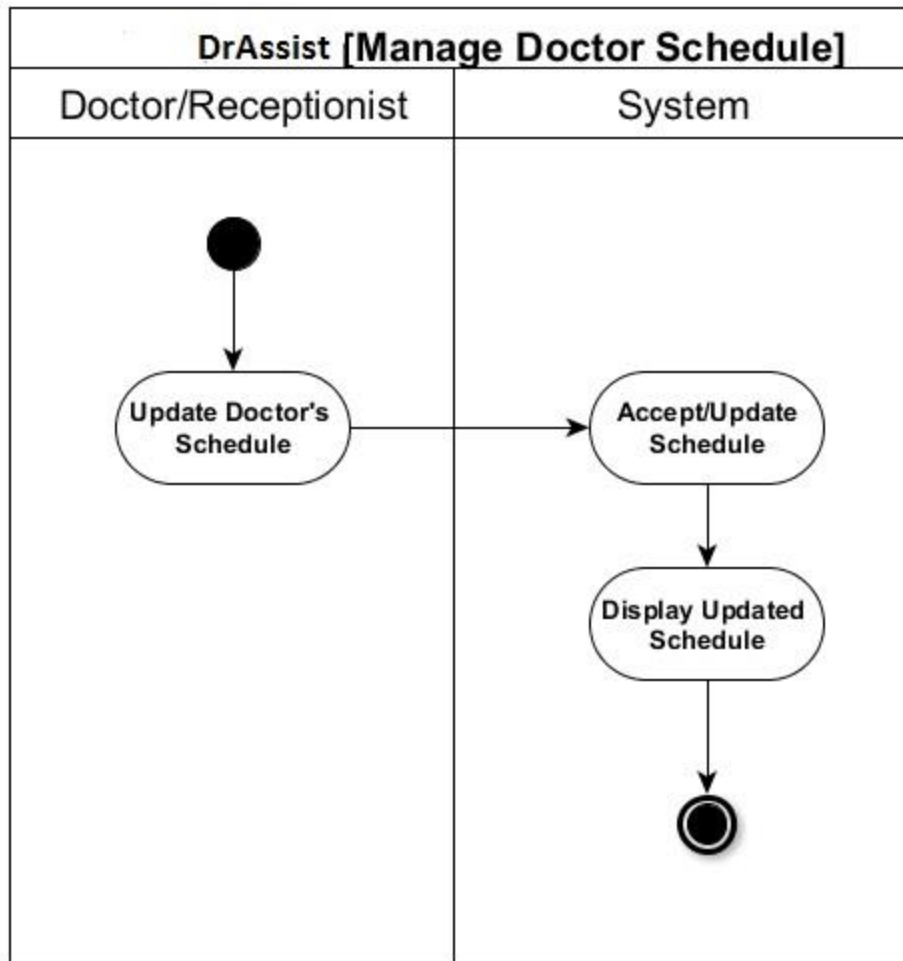 DrAssist [Manage Doctor Schedule]
Doctor/Receptionist
System
Update Doctor's
Schedule
Accept/Update
Schedule
Display Updated
Schedule